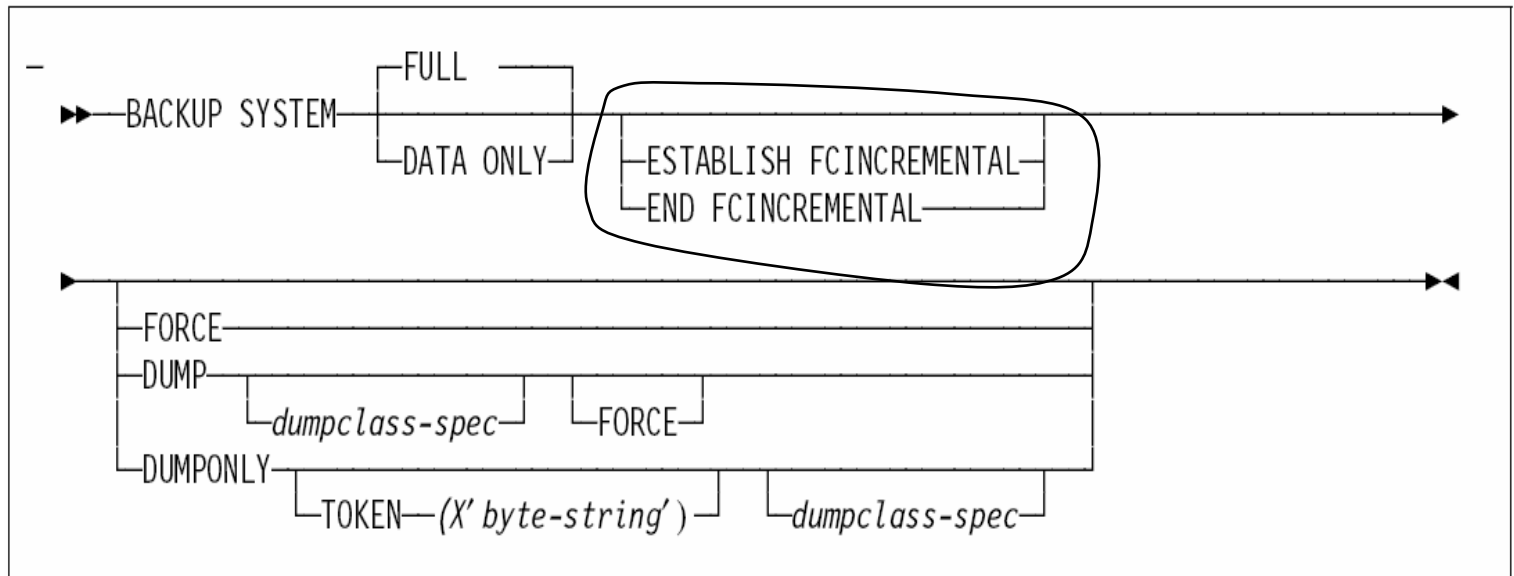 FULL
BACKUP SYSTEM
DATA ONLY
ESTABLISH FCINCREMENTAL
END FCINCREMENTAL
FORCE
DUMP
dumpclass-spec FORCE
DUMPONLY
TOKEN (X'byte-string') dumpclass-spec